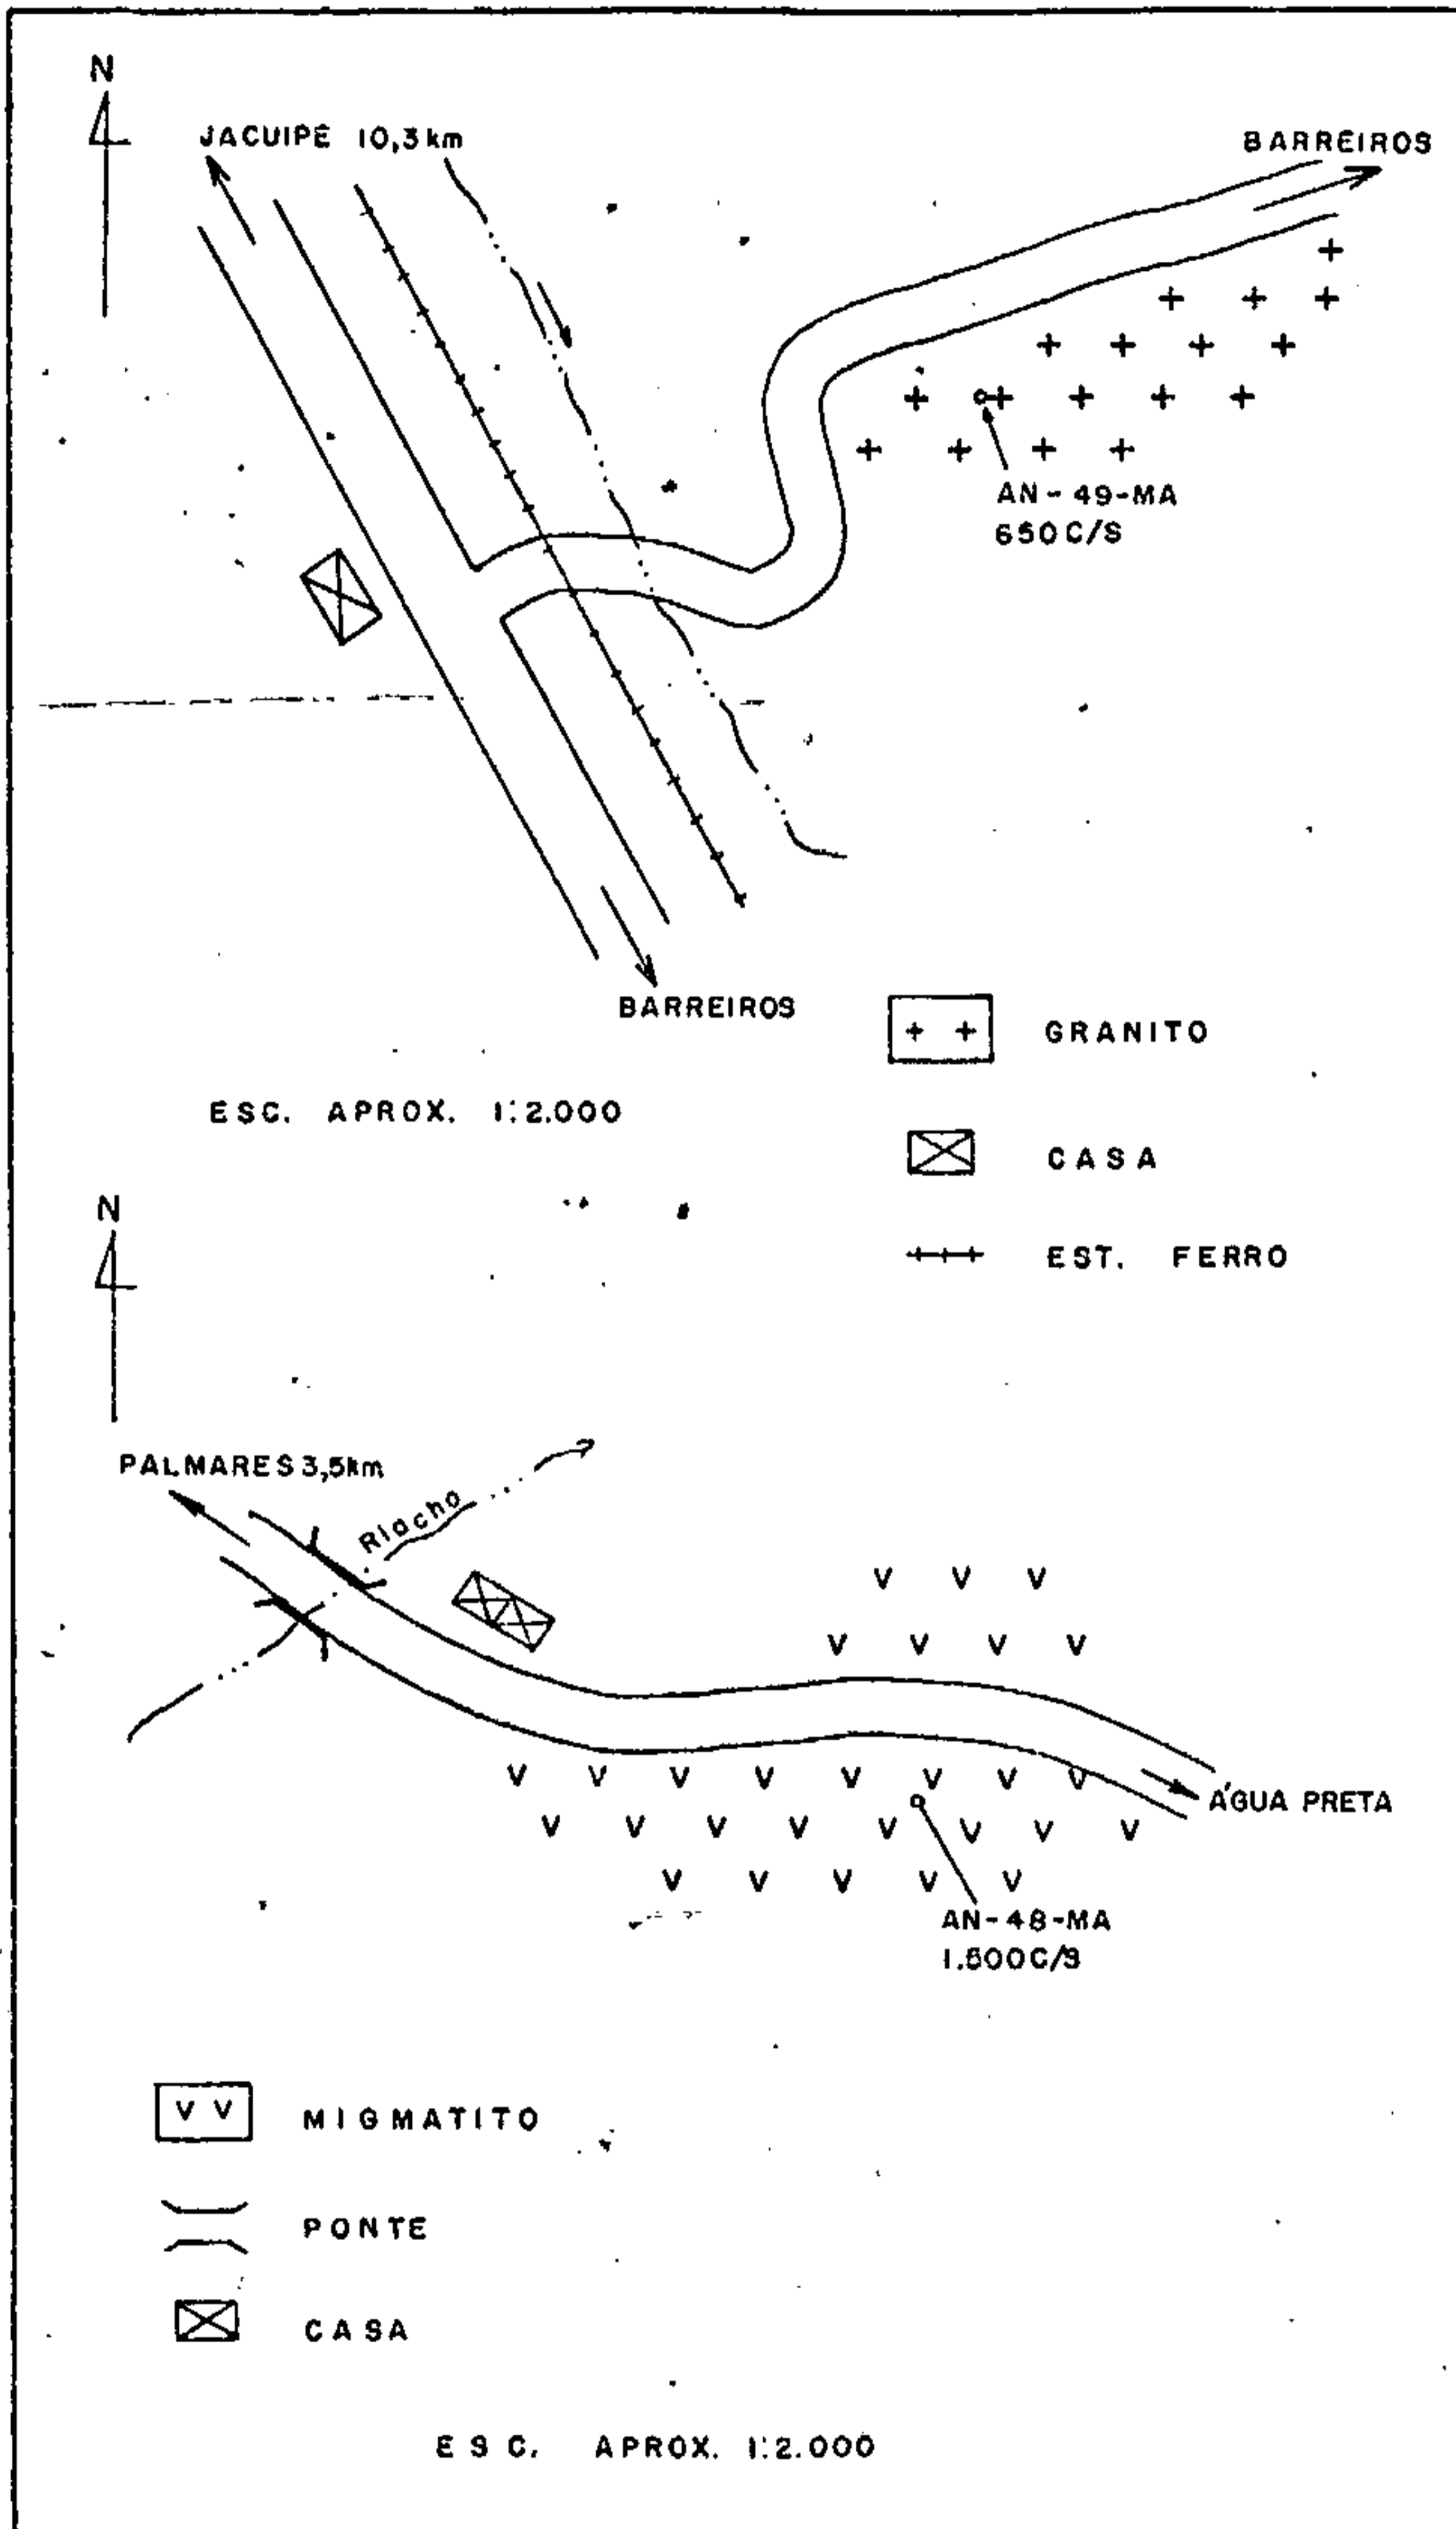 N
JACUIPE 10,3 km
BARREIROS
AN-49-MA
650 C/S
BARREIROS
GRANITO
ESC. APROX. 1:2.000
CASA
EST. FERRO
N
PALMARES 3,5km
Riacho
ÁGUA PRETA
AN-48-MA
1.500 C/S
MIGMATITO
PONTE
CASA
ESC. APROX. 1:2.000